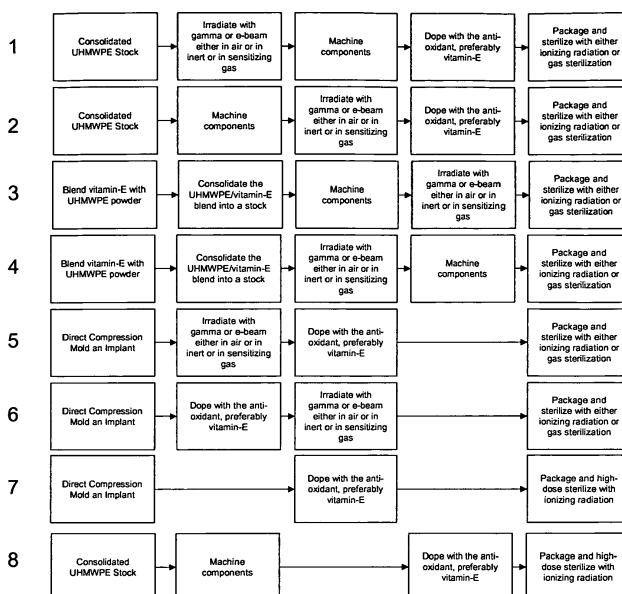 1
Consolidated
UHMWPE Stock
Irradiate with
gamma or e-beam
either in air or in
inert or in sensitizing
gas
Machine
components
Dope with the anti-
oxidant, preferably
vitamin-E
Package and
sterilize with either
ionizing radiation or
gas sterilization
2
Consolidated
UHMWPE Stock
Machine
components
Irradiate with
gamma or e-beam
either in air or in
inert or in sensitizing
gas
Dope with the anti-
oxidant, preferably
vitamin-E
Package and
sterilize with either
ionizing radiation or
gas sterilization
3
Blend vitamin-E with
UHMWPE powder
Consolidate the
UHMWPE/vitamin-E
blend into a stock
Machine
components
Irradiate with
gamma or e-beam
either in air or in
inert or in sensitizing
gas
Package and
sterilize with either
ionizing radiation or
gas sterilization
4
Blend vitamin-E with
UHMWPE powder
Consolidate the
UHMWPE/vitamin-E
blend into a stock
Irradiate with
gamma or e-beam
either in air or in
inert or in sensitizing
gas
Machine
components
Package and
sterilize with either
ionizing radiation or
gas sterilization
5
Direct Compression
Mold an Implant
Irradiate with
gamma or e-beam
either in air or in
inert or in sensitizing
gas
Dope with the anti-
oxidant, preferably
vitamin-E
Package and
sterilize with either
ionizing radiation or
gas sterilization
6
Direct Compression
Mold an Implant
Dope with the anti-
oxidant, preferably
vitamin-E
Irradiate with
gamma or e-beam
either in air or in
inert or in sensitizing
gas
Package and
sterilize with either
ionizing radiation or
gas sterilization
7
Direct Compression
Mold an Implant
Dope with the anti-
oxidant, preferably
vitamin-E
Package and high-
dose sterilize with
ionizing radiation
8
Consolidated
UHMWPE Stock
Machine
components
Dope with the anti-
oxidant, preferably
vitamin-E
Package and high-
dose sterilize with
ionizing radiation